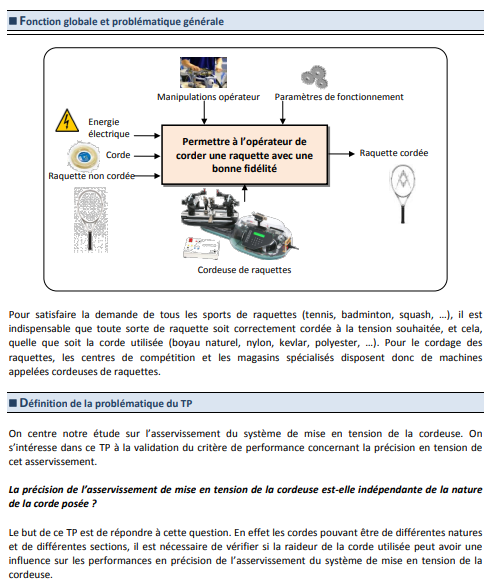 Fonction globale et problématique générale
Manipulations opérateur
Paramètres de fonctionnement
Energie
électrique
Corde
Raquette non cordée
Permettre à l’opérateur de
corder une raquette avec une
bonne fidélité
Raquette cordée
Cordeuse de raquettes
Pour satisfaire la demande de tous les sports de raquettes (tennis, badminton, squash, …), il est
indispensable que toute sorte de raquette soit correctement cordée à la tension souhaitée, et cela,
quelle que soit la corde utilisée (boyau naturel, nylon, kevlar, polyester, …). Pour le cordage des
raquettes, les centres de compétition et les magasins spécialisés disposent donc de machines
appelées cordeuses de raquettes.
Définition de la problématique du TP
On centre notre étude sur l’asservissement du système de mise en tension de la cordeuse. On
s’intéresse dans ce TP à la validation du critère de performance concernant la précision en tension de
cet asservissement.
La précision de l’asservissement de mise en tension de la cordeuse est-elle indépendante de la nature
de la corde posée ?
Le but de ce TP est de répondre à cette question. En effet les cordes pouvant être de différentes natures
et de différentes sections, il est nécessaire de vérifier si la raideur de la corde utilisée peut avoir une
influence sur les performances en précision de l’asservissement du système de mise en tension de la
cordeuse.